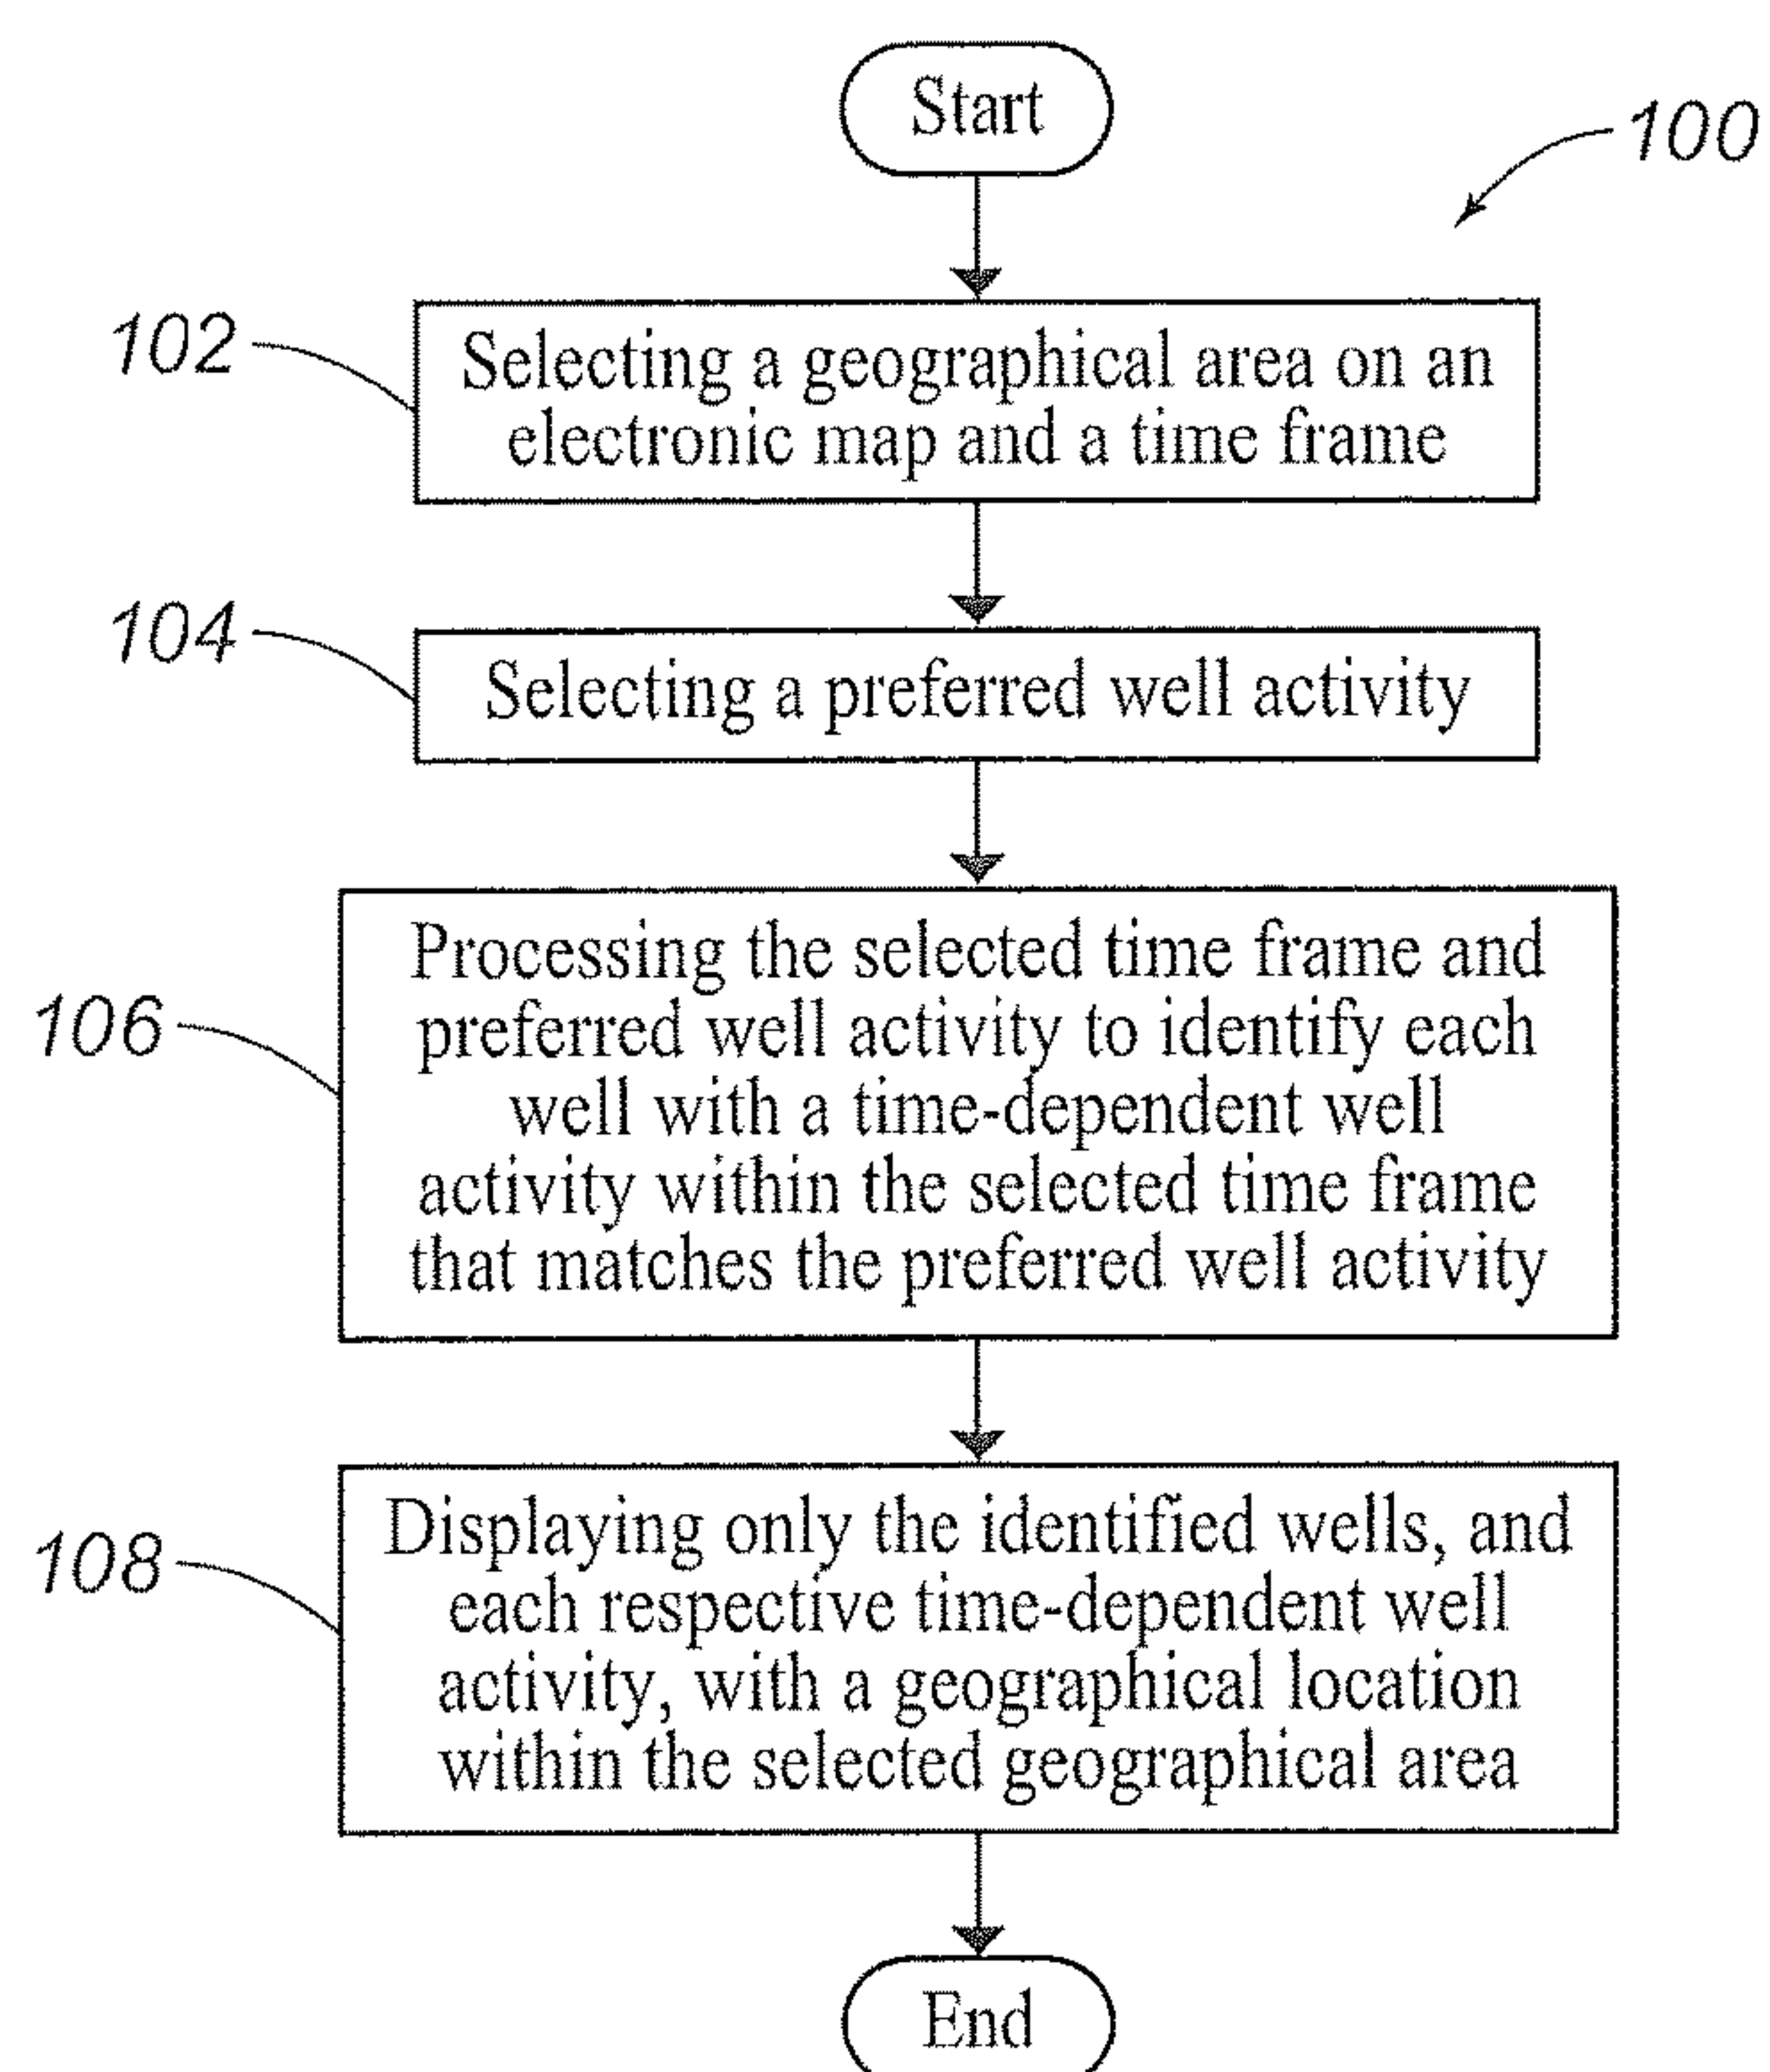 Start
100
102
Selecting a geographical area on an
electronic map and a time frame
104
Selecting a preferred well activity
106
Processing the selected time frame and
preferred well activity to identify each
well with a time-dependent well
activity within the selected time frame
that matches the preferred well activity
108
Displaying only the identified wells, and
each respective time-dependent well
activity, with a geographical location
within the selected geographical area
End